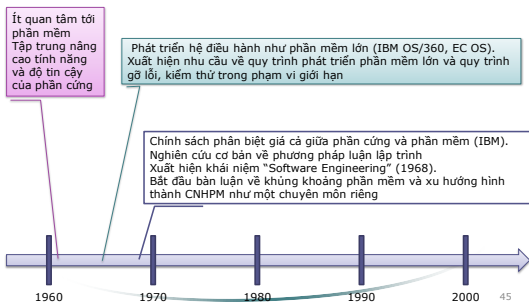 Ít quan tâm tới
phần mềm
Tập trung nâng
cao tính năng
và độ tin cậy
của phần cứng
Phát triển hệ điều hành như phần mềm lớn (IBM OS/360, EC OS).
Xuất hiện nhu cầu về quy trình phát triển phần mềm lớn và quy trình
gỡ lỗi, kiểm thử trong phạm vi giới hạn
Chính sách phân biệt giá cả giữa phần cứng và phần mềm (IBM).
Nghiên cứu cơ bản về phương pháp luận lập trình
Xuất hiện khái niệm “Software Engineering” (1968).
Bắt đầu bàn luận về khủng khoảng phần mềm và xu hướng hình
thành CNHPM như một chuyên môn riêng
1960 1970 1980 1990 2000 45